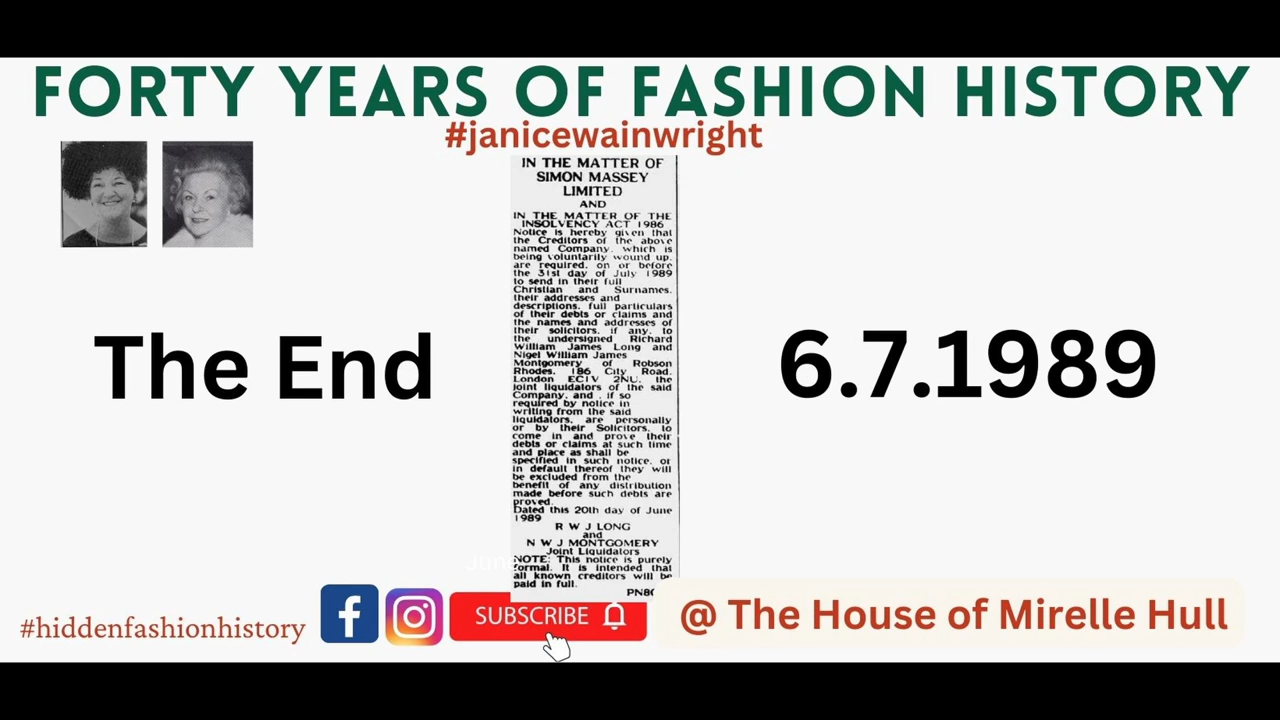 FORTY YEARS OF FASHION HISTORY
#janicewainwright
IN THE MATTER OF
SIMON MASSEY
LIMITED
AND
IN THE MATTER OF THE
INSOLVENCY ACT 1986
Notice is hereby given that
the Creditors of the above
named Company, which is
being voluntarily wound up,
are required, on or before
the 31st day of July 1989
to send in their full
Christian and Surnames,
their addresses and
descriptions, full particulars
of their debts or claims and
the names and addresses of
their solicitors, if any, to
the undersigned Richard
William James Long and
Nigel William James
Montgomery of Robson
Rhodes, 186 City Road,
London EC1V 2NU, the
joint liquidators of the said
Company, and , if so
required by notice in
writing from the said
liquidators, are personally
or by their Solicitors, to
come in and prove their
debts or claims at such time
and place as shall be
specified in such notice, or
in default thereof they will
be excluded from the
benefit of any distribution
made before such debts are
proved.
Dated this 20th day of June
1989
R W J LONG
and
N W J MONTGOMERY
Joint Liquidators
NOTE: This notice is purely
formal. It is intended that
all known creditors will be
paid in full.
The End
6.7.1989
#hiddenfashionhistory
SUBSCRIBE
@ The House of Mirelle Hull